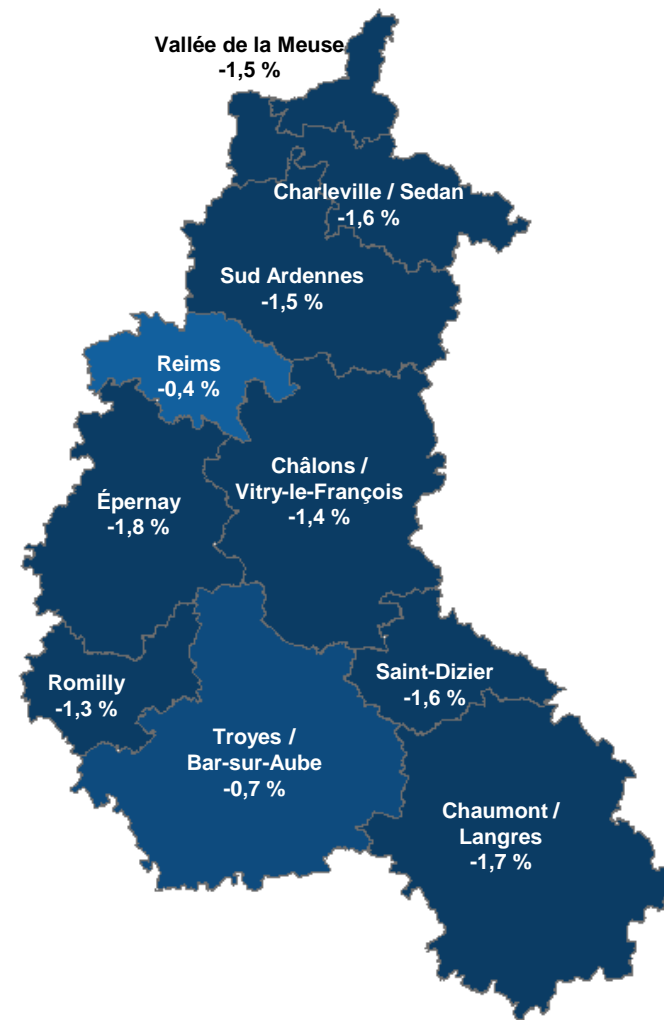 Vallée de la Meuse
-1,5 %
Charleville / Sedan
-1,6 %
Sud Ardennes
-1,5 %
Reims
-0,4 %
Châlons /
Vitry-le-François
-1,4 %
Épernay
-1,8 %
Romilly
-1,3 %
Saint-Dizier
-1,6 %
Troyes /
Bar-sur-Aube
-0,7 %
Chaumont /
Langres
-1,7 %